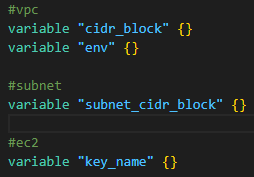 #vpc
variable "cidr_block" {}
variable "env" {}
#subnet
variable "subnet_cidr_block" {}
#ec2
variable "key_name" {}